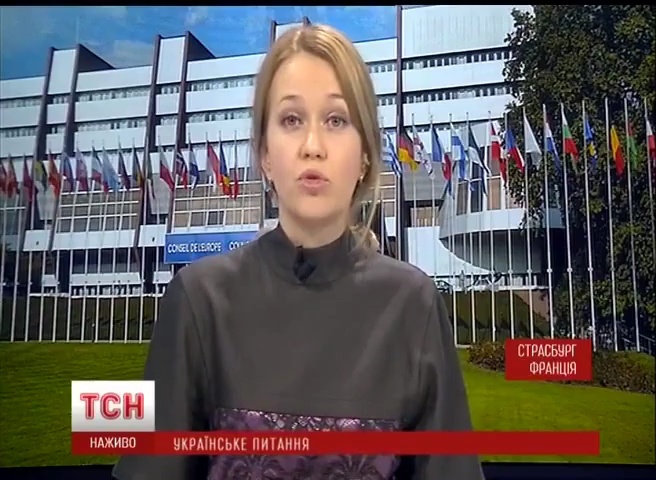 CONSEIL DE L'EUROPE
СТРАСБУРГ
ФРАНЦІЯ
ТСН
НАЖИВО
УКРАЇНСЬКЕ ПИТАННЯ